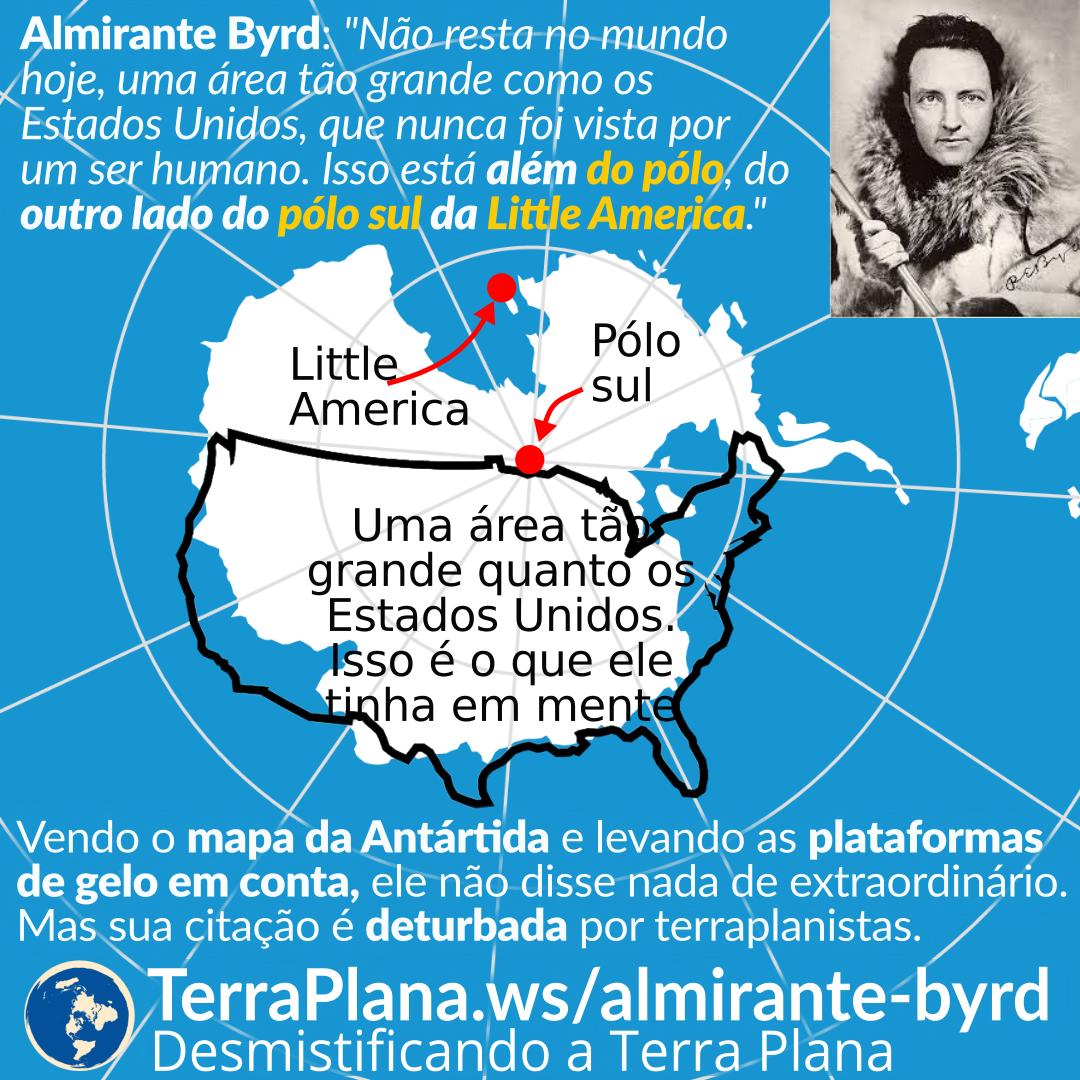 Almirante Byrd: "Não resta no mundo
hoje, uma área tão grande como os
Estados Unidos, que nunca foi vista por
um ser humano. Isso está além do pólo, do
outro lado do pólo sul da Little America."
Little
America
Pólo
sul
Uma área tão
grande quanto os
Estados Unidos.
Isso é o que ele
tinha em mente
Vendo o mapa da Antártida e levando as plataformas
de gelo em conta, ele não disse nada de extraordinário.
Mas sua citação é deturbada por terraplanistas.
TerraPlana.ws/almirante-byrd
Desmistificando a Terra Plana